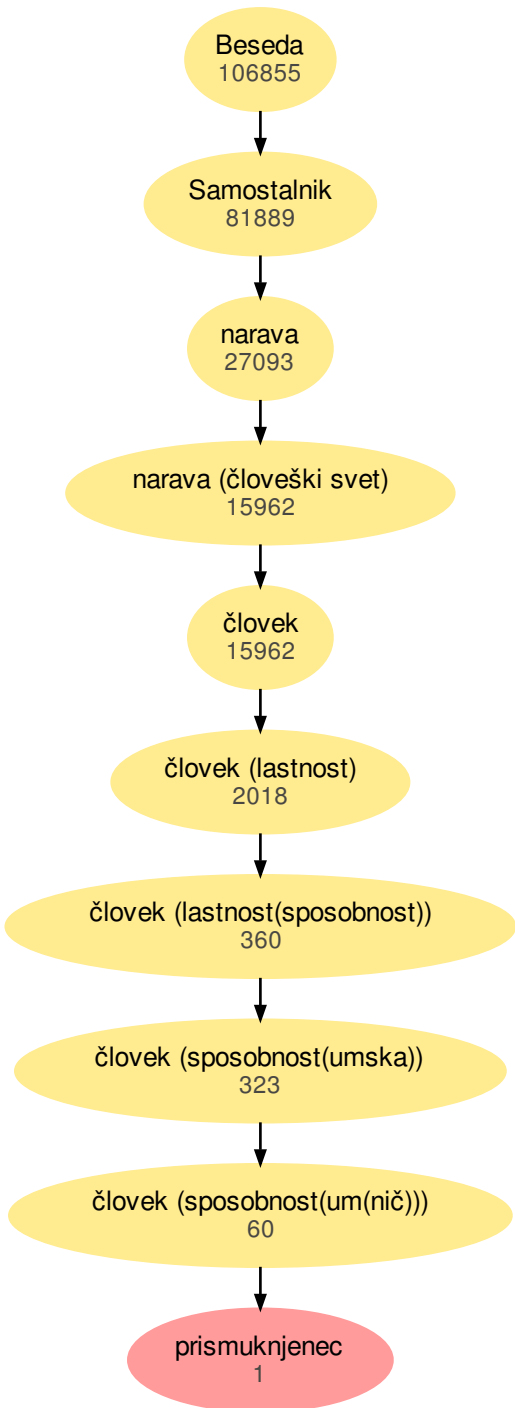 Beseda
106855
Samostalnik
81889
narava
27093
narava (človeški svet)
15962
človek
15962
človek (lastnost)
2018
človek (lastnost(sposobnost))
360
človek (sposobnost(umska))
323
človek (sposobnost(um(nič)))
60
prismuknjenec
1